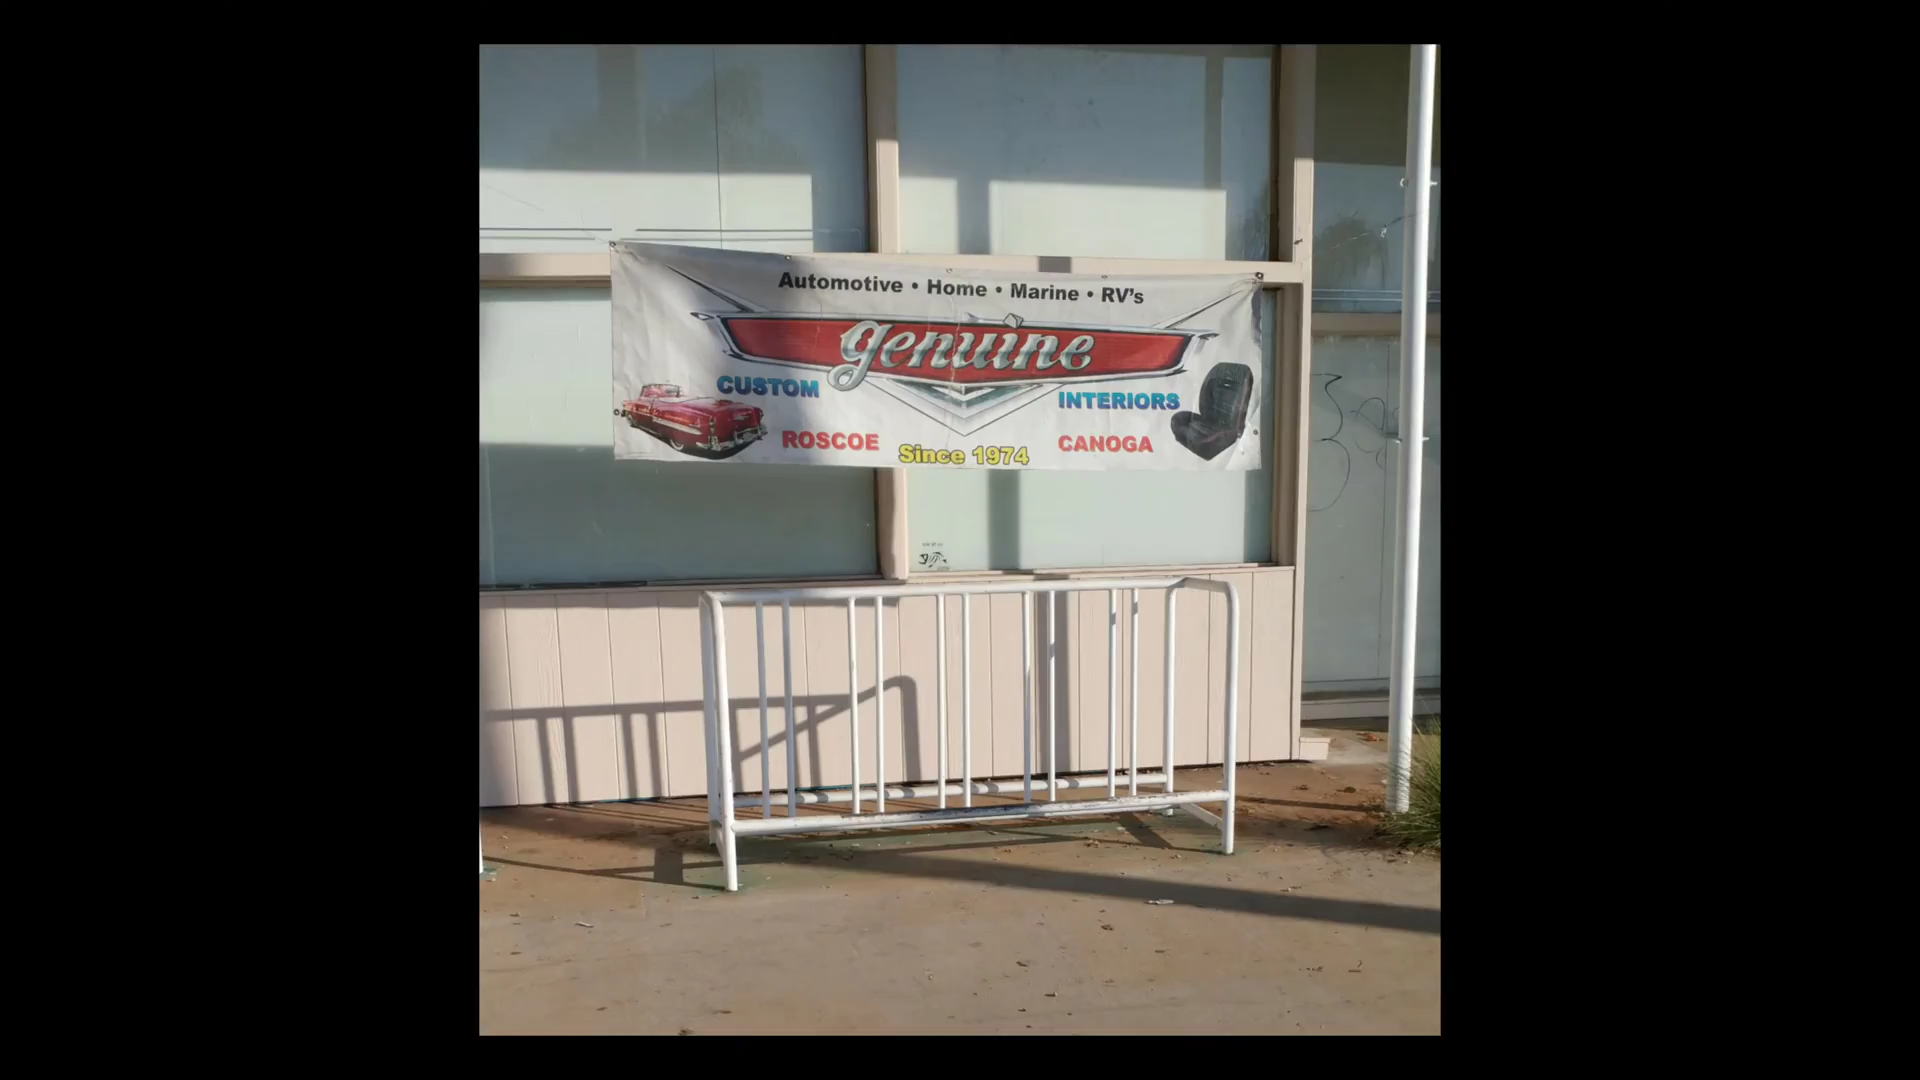 Automotive • Home • Marine • RV's
genuine
CUSTOM INTERIORS
ROSCOE CANOGA
Since 1974